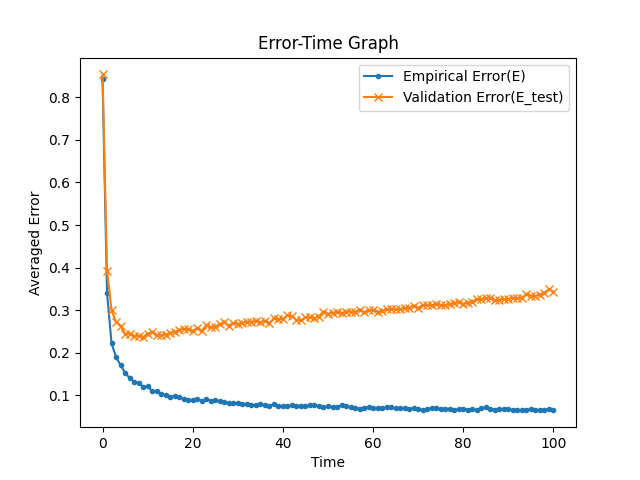 Error-Time Graph
Empirical Error(E)
Validation Error(E_test)
Averaged Error
0.8
0.7
0.6
0.5
0.4
0.3
0.2
0.1
0 20 40 60 80 100
Time